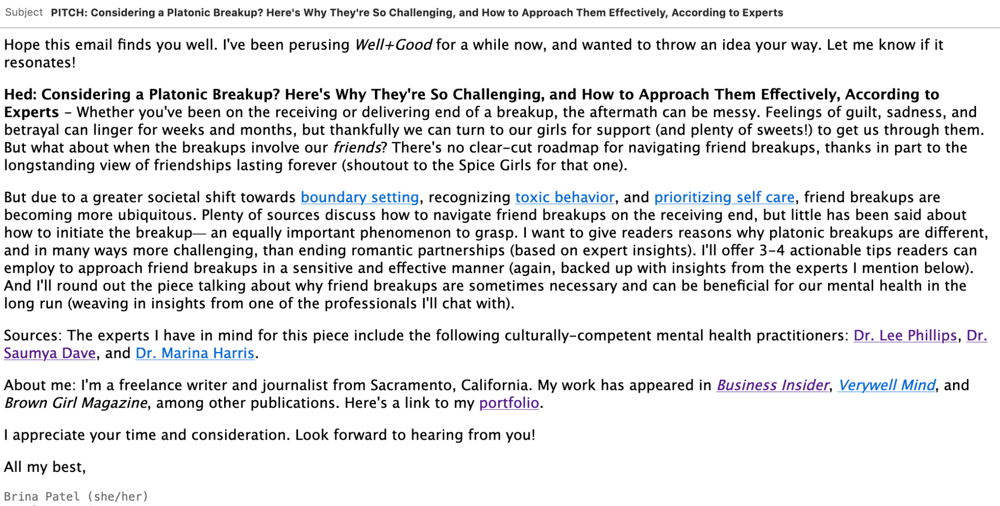 Subject PITCH: Considering a Platonic Breakup? Here's Why They're So Challenging, and How to Approach Them Effectively, According to Experts
Hope this email finds you well. I've been perusing Well+Good for a while now, and wanted to throw an idea your way. Let me know if it
resonates!
Hed: Considering a Platonic Breakup? Here's Why They're So Challenging, and How to Approach Them Effectively, According to
Experts – Whether you've been on the receiving or delivering end of a breakup, the aftermath can be messy. Feelings of guilt, sadness, and
betrayal can linger for weeks and months, but thankfully we can turn to our girls for support (and plenty of sweets!) to get us through them.
But what about when the breakups involve our friends? There's no clear-cut roadmap for navigating friend breakups, thanks in part to the
longstanding view of friendships lasting forever (shoutout to the Spice Girls for that one).
But due to a greater societal shift towards boundary setting, recognizing toxic behavior, and prioritizing self care, friend breakups are
becoming more ubiquitous. Plenty of sources discuss how to navigate friend breakups on the receiving end, but little has been said about
how to initiate the breakup— an equally important phenomenon to grasp. I want to give readers reasons why platonic breakups are different,
and in many ways more challenging, than ending romantic partnerships (based on expert insights). I'll offer 3-4 actionable tips readers can
employ to approach friend breakups in a sensitive and effective manner (again, backed up with insights from the experts I mention below).
And I'll round out the piece talking about why friend breakups are sometimes necessary and can be beneficial for our mental health in the
long run (weaving in insights from one of the professionals I'll chat with).
Sources: The experts I have in mind for this piece include the following culturally-competent mental health practitioners: Dr. Lee Phillips, Dr.
Saumya Dave, and Dr. Marina Harris.
About me: I'm a freelance writer and journalist from Sacramento, California. My work has appeared in Business Insider, Verywell Mind, and
Brown Girl Magazine, among other publications. Here's a link to my portfolio.
I appreciate your time and consideration. Look forward to hearing from you!
All my best,
Brina Patel (she/her)